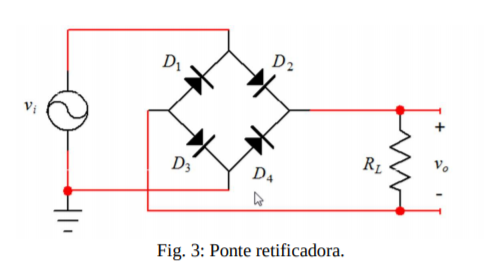 D1
D2
vi
+
D3
D4
RL
vo
-
Fig. 3: Ponte retificadora.